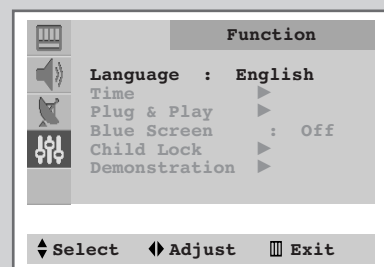 Function
Language : English
Time ▶
Plug & Play ▶
Blue Screen : Off
Child Lock ▶
Demonstration ▶
Select Adjust Exit